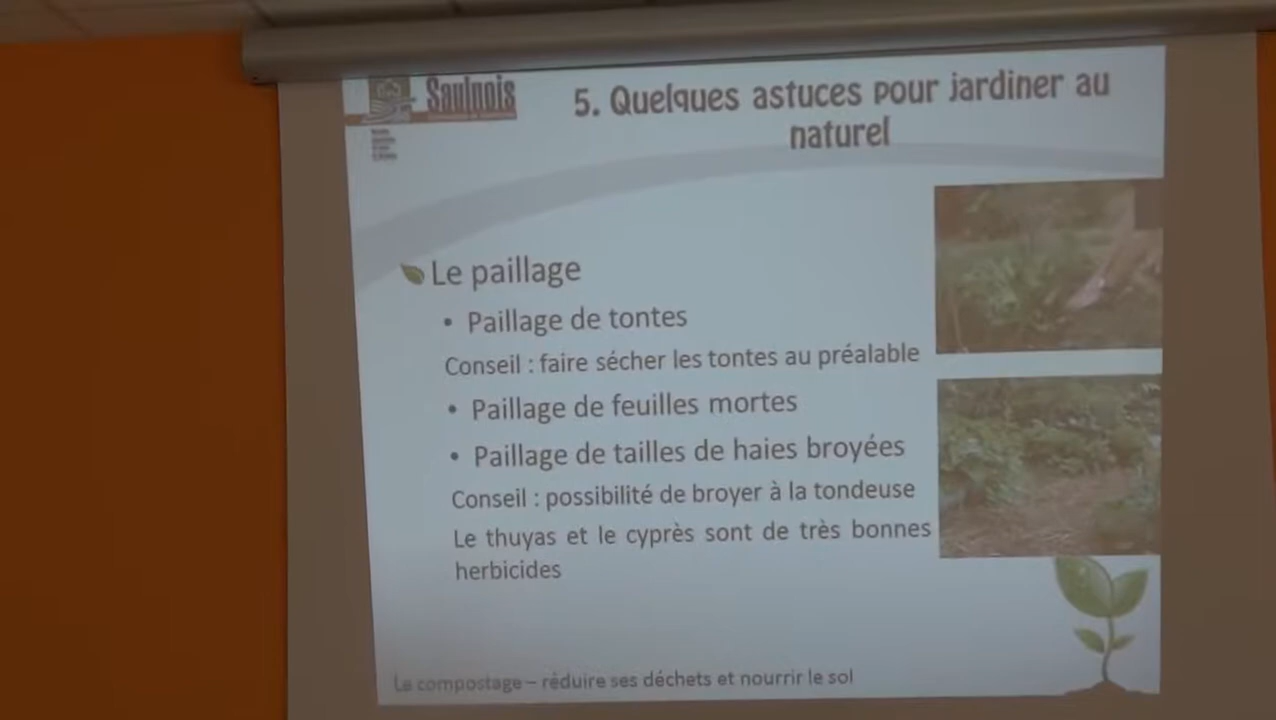 Saulnois
5. Quelques astuces pour jardiner au
naturel
Le paillage
• Paillage de tontes
Conseil : faire sécher les tontes au préalable
• Paillage de feuilles mortes
• Paillage de tailles de haies broyées
Conseil : possibilité de broyer à la tondeuse
Le thuyas et le cyprès sont de très bonnes
herbicides
Le compostage – réduire ses déchets et nourrir le sol